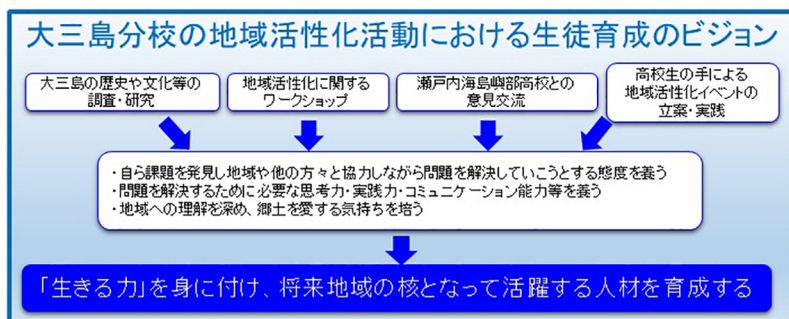 大三島分校の地域活性化活動における生徒育成のビジョン
大三島の歴史や文化等の
調査・研究
地域活性化に関する
ワークショップ
瀬戸内海島嶼部高校との
意見交流
高校生の手による
地域活性化イベントの
立案・実践
・自ら課題を発見し地域や他の方々と協力しながら問題を解決していこうとする態度を養う
・問題を解決するために必要な思考力・実践力・コミュニケーション能力等を養う
・地域への理解を深め、郷土を愛する気持ちを培う
「生きる力」を身に付け、将来地域の核となって活躍する人材を育成する